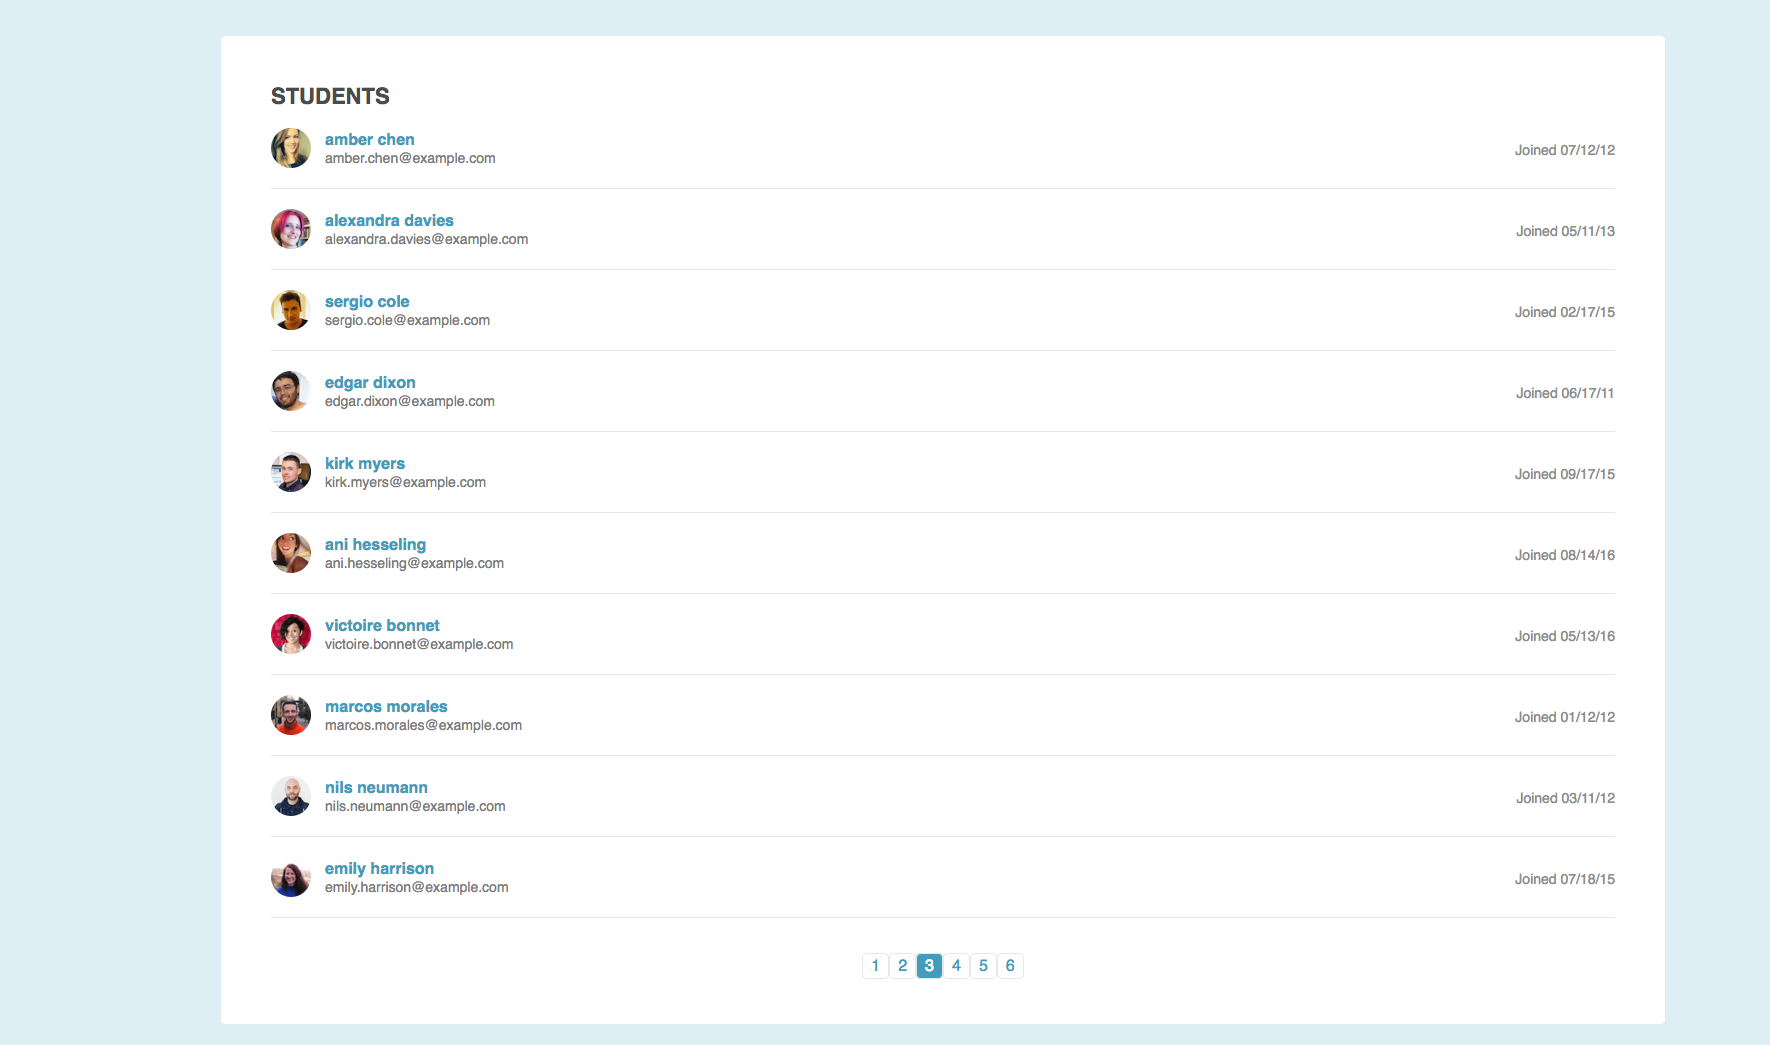 STUDENTS
amber chen
amber.chen@example.com
Joined 07/12/12
alexandra davies
alexandra.davies@example.com
Joined 05/11/13
sergio cole
sergio.cole@example.com
Joined 02/17/15
edgar dixon
edgar.dixon@example.com
Joined 06/17/11
kirk myers
kirk.myers@example.com
Joined 09/17/15
ani hesseling
ani.hesseling@example.com
Joined 08/14/16
victoire bonnet
victoire.bonnet@example.com
Joined 05/13/16
marcos morales
marcos.morales@example.com
Joined 01/12/12
nils neumann
nils.neumann@example.com
Joined 03/11/12
emily harrison
emily.harrison@example.com
Joined 07/18/15
1 2 3 4 5 6